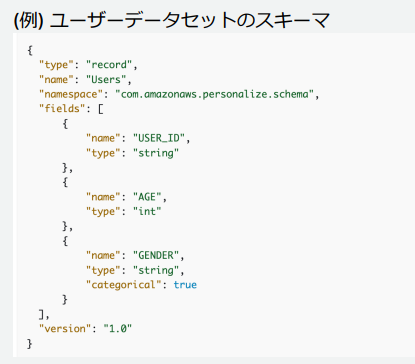 (例) ユーザーデータセットのスキーマ
{
  "type": "record",
  "name": "Users",
  "namespace": "com.amazonaws.personalize.schema",
  "fields": [
      {
          "name": "USER_ID",
          "type": "string"
      },
      {
          "name": "AGE",
          "type": "int"
      },
      {
          "name": "GENDER",
          "type": "string",
          "categorical": true
      }
  ],
  "version": "1.0"
}